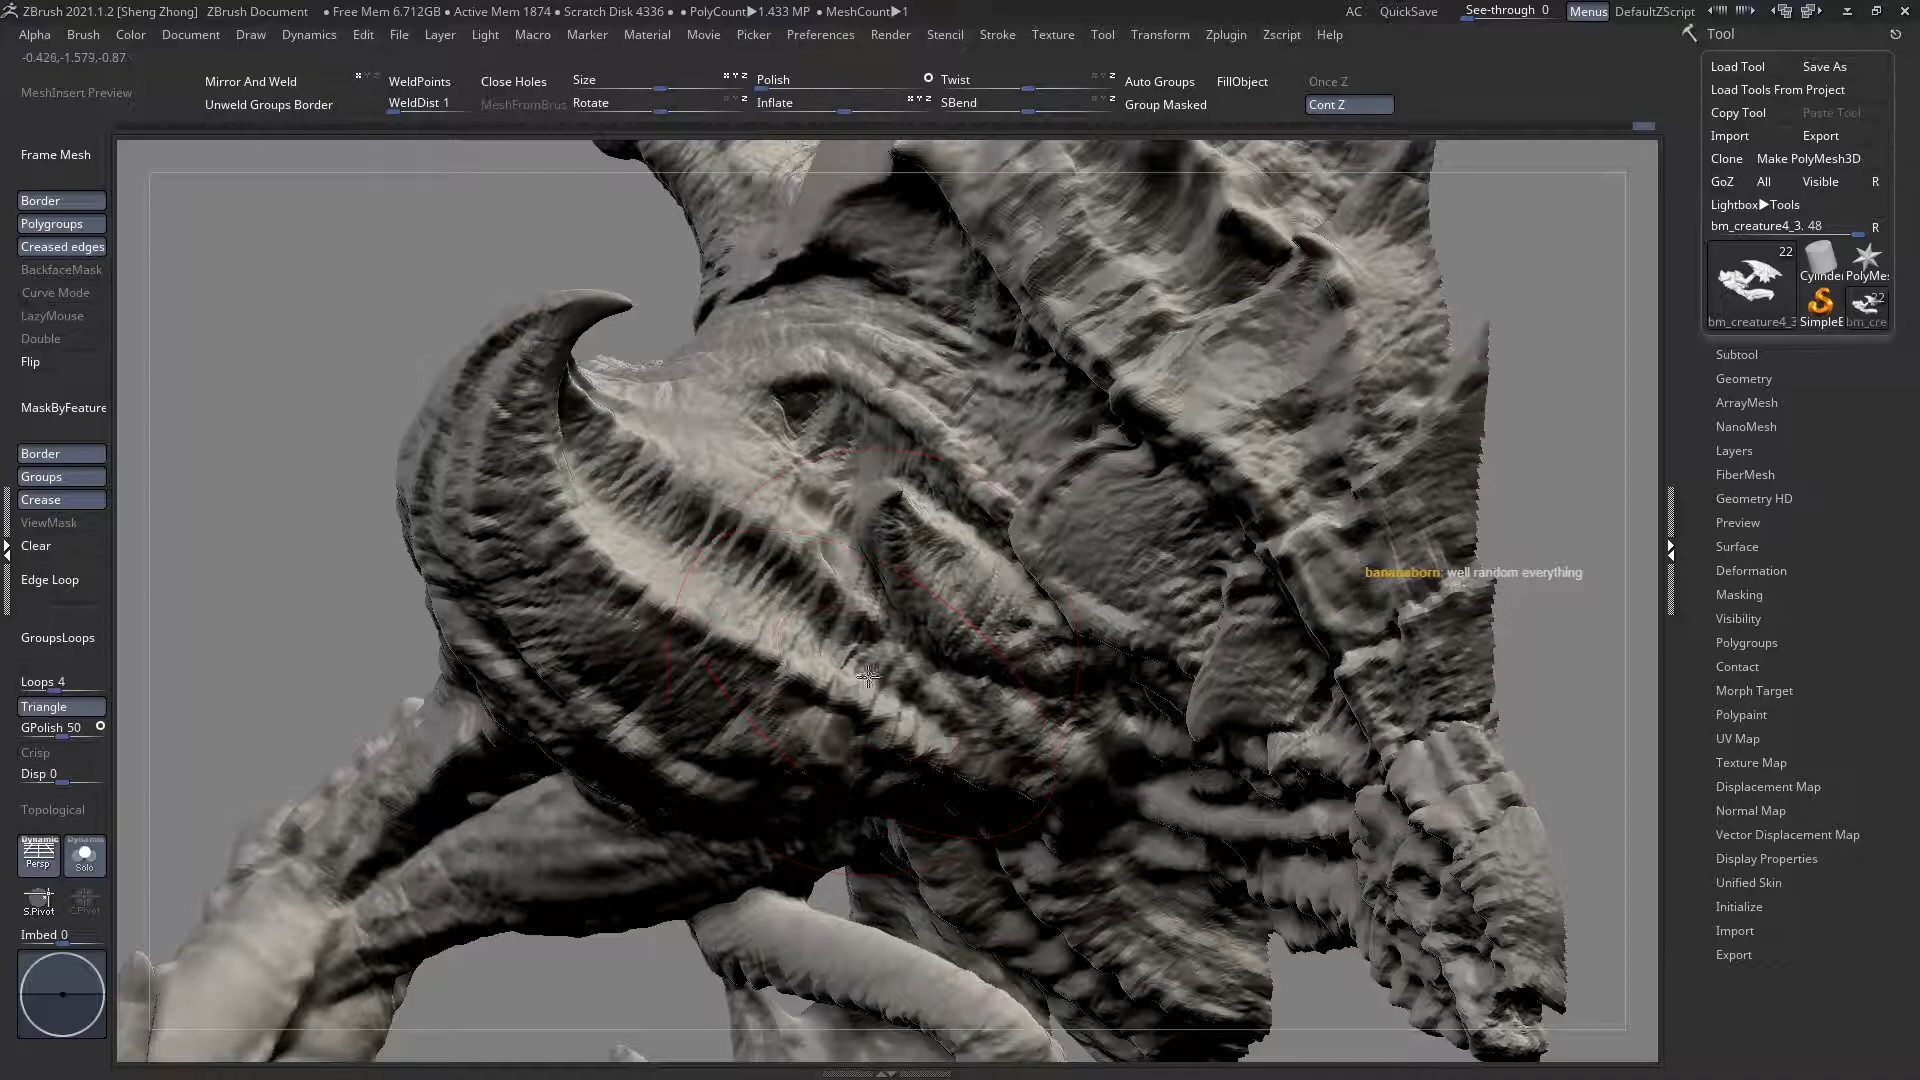 ZBrush 2021.1.2 [Sheng Zhong] ZBrush Document • Free Mem 6.712GB • Active Mem 1874 • Scratch Disk 4336 • • PolyCount▶1.433 MP • MeshCount▶1 AC QuickSave See-through 0 Menus DefaultZScript
Alpha Brush Color Document Draw Dynamics Edit File Layer Light Macro Marker Material Movie Picker Preferences Render Stencil Stroke Texture Tool Transform Zplugin Zscript Help
-0.426,-1.579,-0.87
MeshInsert Preview
Mirror And Weld
Unweld Groups Border
WeldPoints
WeldDist 1
Close Holes
MeshFromBrus
Size
Rotate
Polish
Inflate
Twist
SBend
Auto Groups
Group Masked
FillObject
Once Z
Cont Z
Frame Mesh
Border
Polygroups
Creased edges
BackfaceMask
Curve Mode
LazyMouse
Double
Flip
MaskByFeature
Border
Groups
Crease
ViewMask
Clear
Edge Loop
GroupsLoops
Loops 4
Triangle
GPolish 50
Crisp
Disp 0
Topological
Dynamic
Persp
Dynamic
Solo
S.Pivot
C.Pivot
Imbed 0
bananaborn: well random everything
Tool
Load Tool Save As
Load Tools From Project
Copy Tool Paste Tool
Import Export
Clone Make PolyMesh3D
GoZ All Visible R
Lightbox▶Tools
bm_creature4_3. 48 R
22
Cylinder PolyMes
22
bm_creature4_3 SimpleE bm_cre
Subtool
Geometry
ArrayMesh
NanoMesh
Layers
FiberMesh
Geometry HD
Preview
Surface
Deformation
Masking
Visibility
Polygroups
Contact
Morph Target
Polypaint
UV Map
Texture Map
Displacement Map
Normal Map
Vector Displacement Map
Display Properties
Unified Skin
Initialize
Import
Export